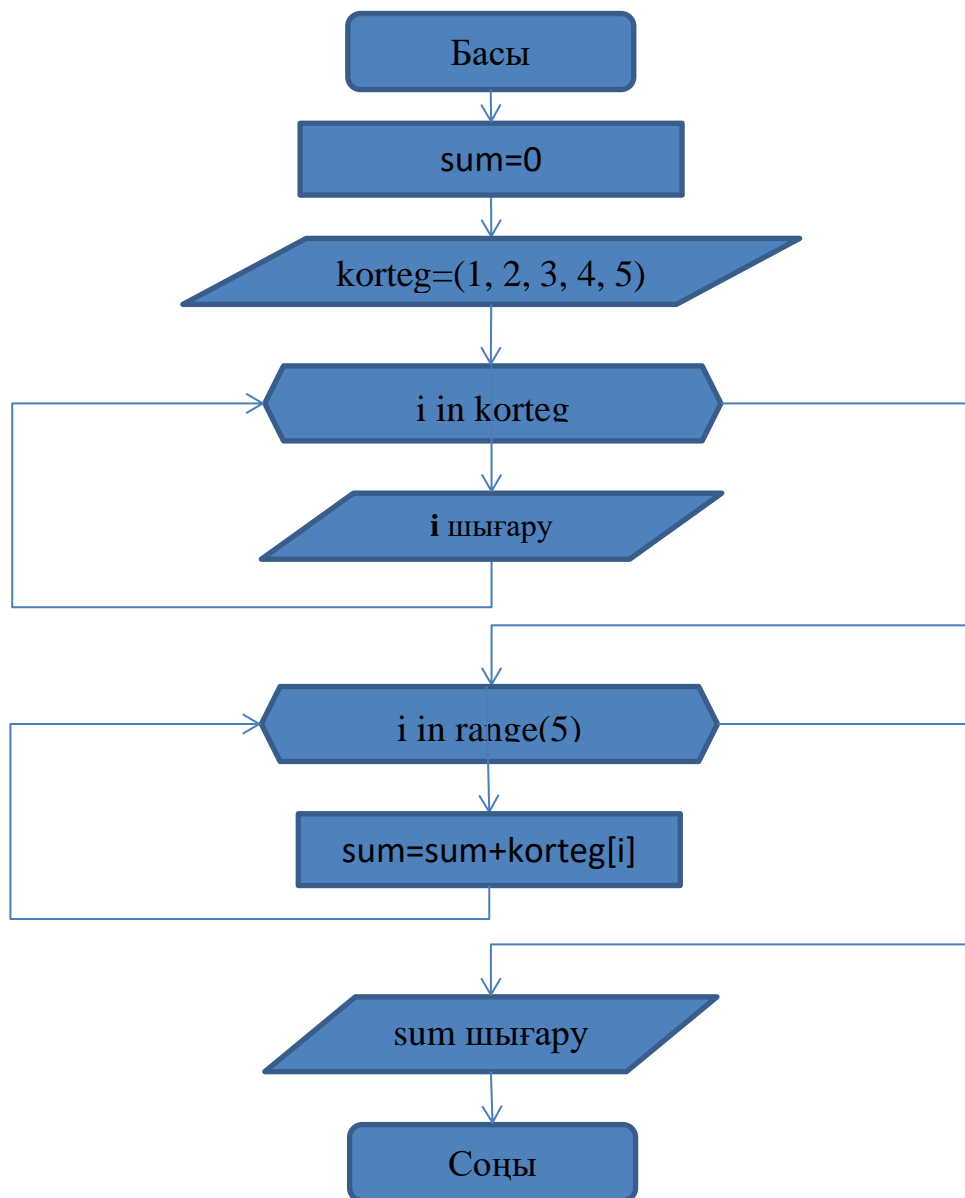 Басы
sum=0
korteg=(1, 2, 3, 4, 5)
i in korteg
i шығару
i in range(5)
sum=sum+korteg[i]
sum шығару
Соңы